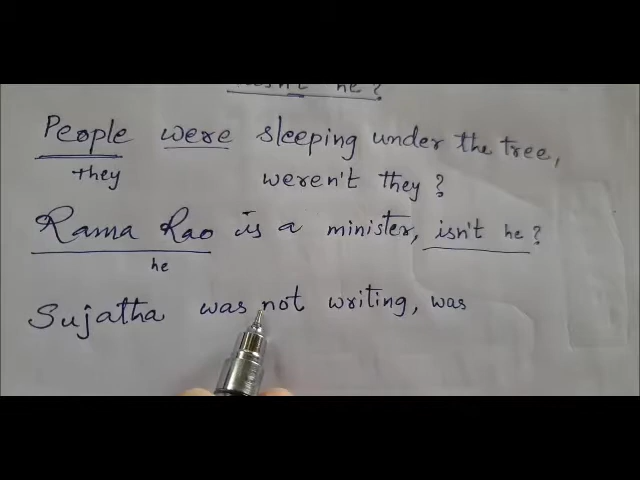 he?
People were sleeping under the tree,
they weren't they?
Rama Rao is a minister, isn't he?
he
Sujatha was not writing, was